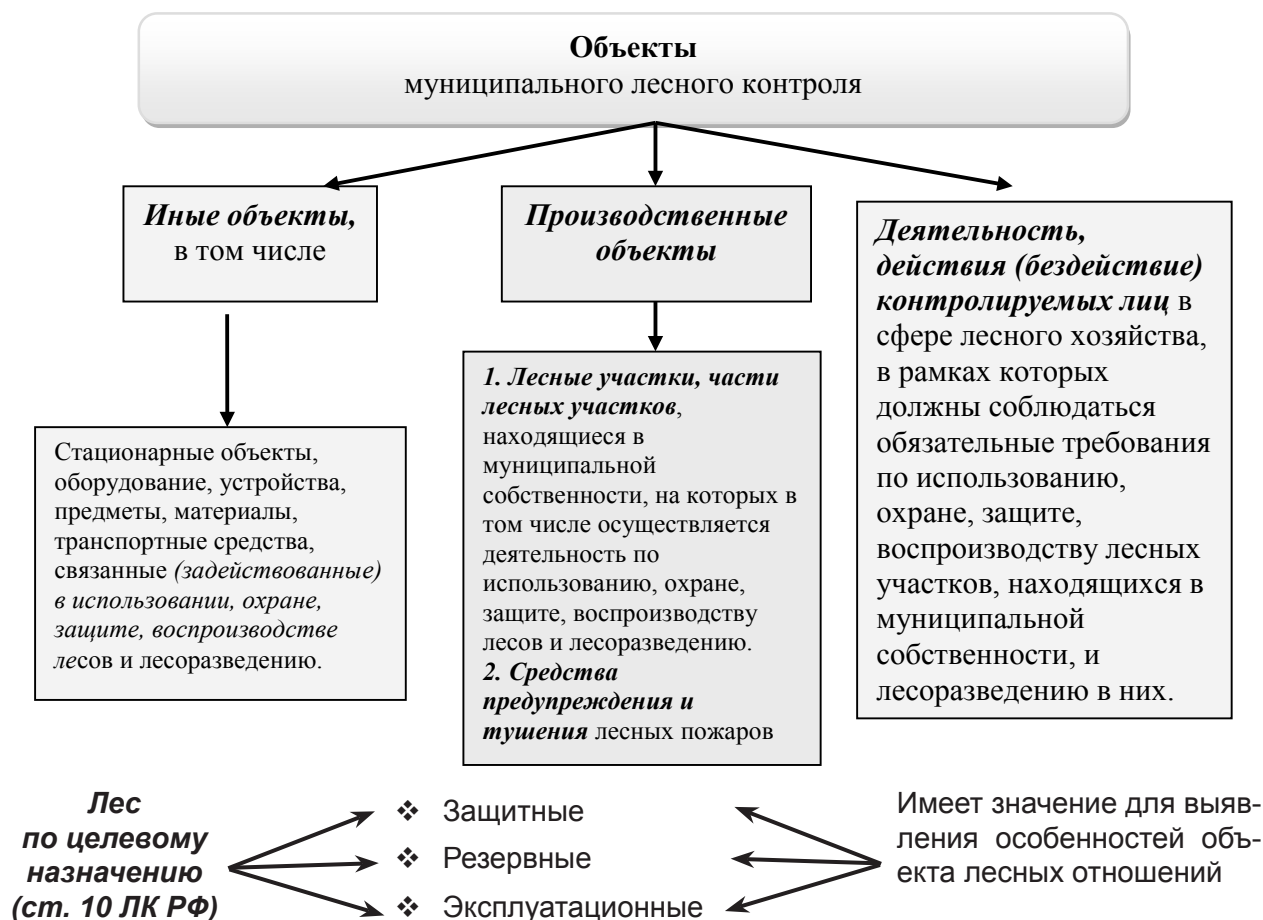 Объекты
муниципального лесного контроля
Иные объекты,
в том числе
Стационарные объекты,
оборудование, устройства,
предметы, материалы,
транспортные средства,
связанные (задействованные)
в использовании, охране,
защите, воспроизводстве
лесов и лесоразведению.
Производственные
объекты
1. Лесные участки, части
лесных участков,
находящиеся в
муниципальной
собственности, на которых в
том числе осуществляется
деятельность по
использованию, охране,
защите, воспроизводству
лесов и лесоразведению.
2. Средства
предупреждения и
тушения лесных пожаров
Деятельность,
действия (бездействие)
контролируемых лиц в
сфере лесного хозяйства,
в рамках которых
должны соблюдаться
обязательные требования
по использованию,
охране, защите,
воспроизводству лесных
участков, находящихся в
муниципальной
собственности, и
лесоразведению в них.
Лес
по целевому
назначению
(ст. 10 ЛК РФ)
❖ Защитные
❖ Резервные
❖ Эксплуатационные
Имеет значение для выяв-
ления особенностей объ-
екта лесных отношений